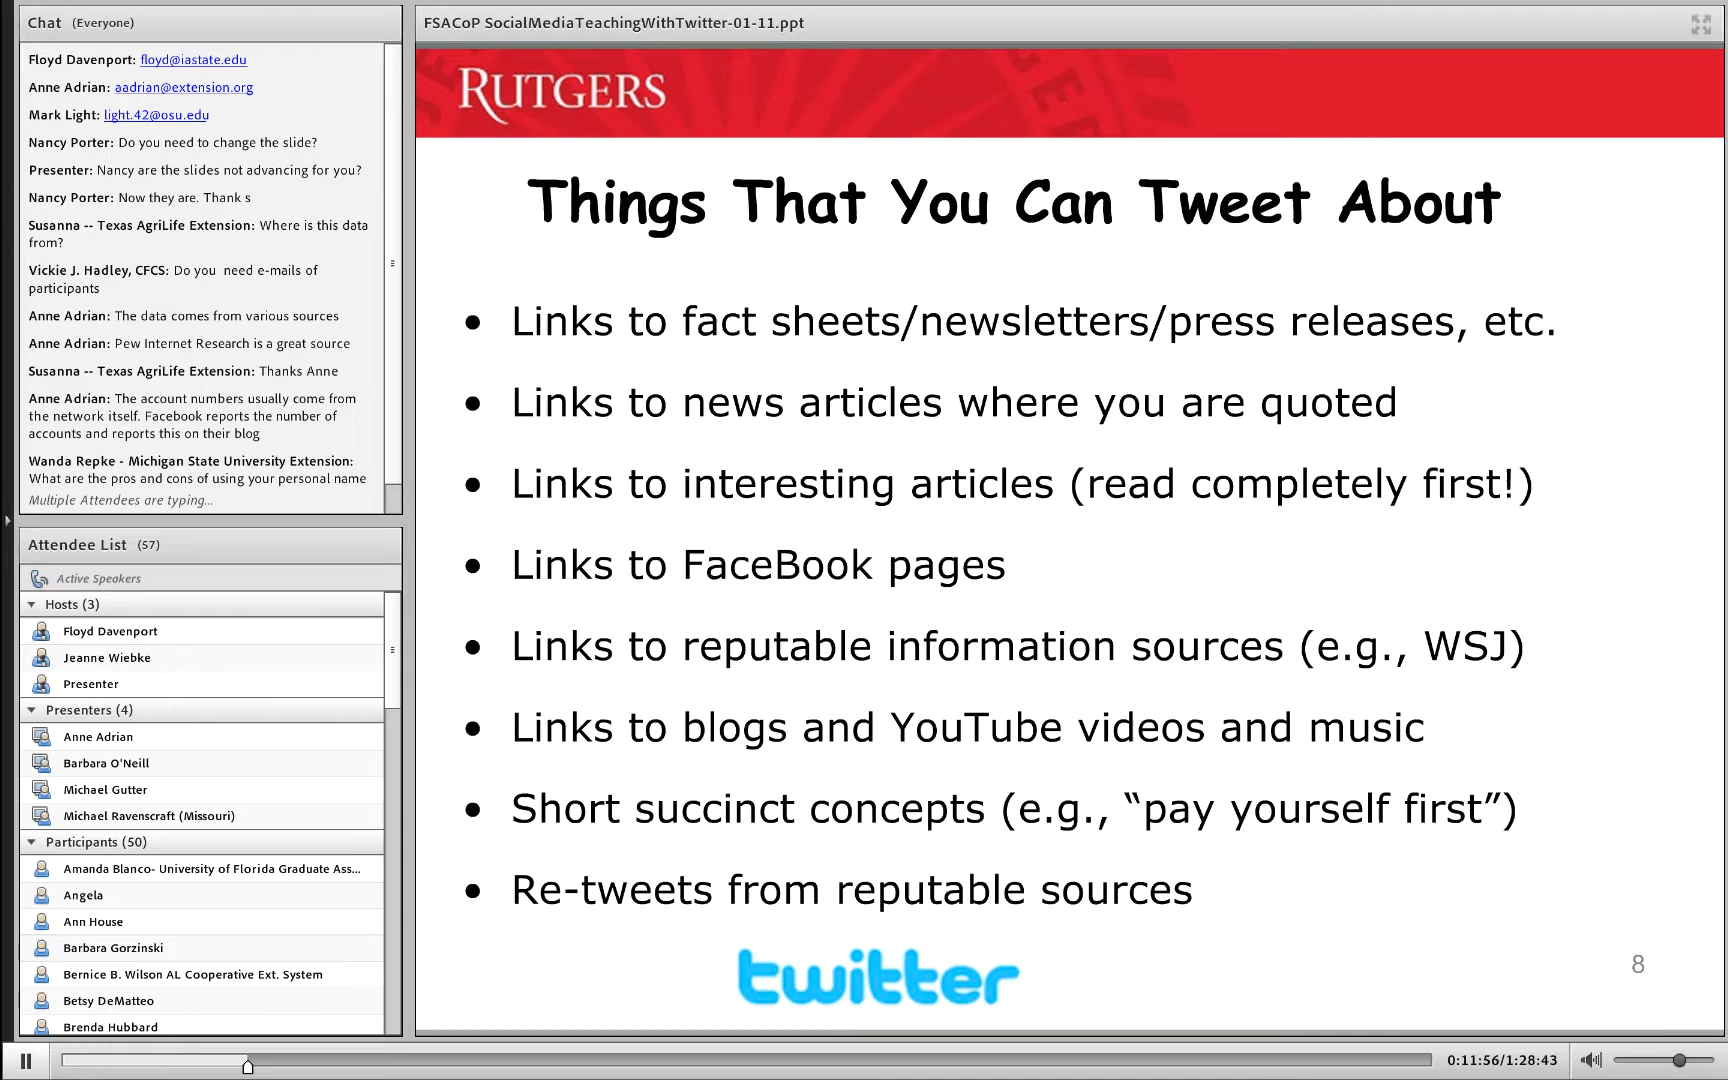 Chat (Everyone)
Floyd Davenport: floyd@iastate.edu
Anne Adrian: aadrian@extension.org
Mark Light: light.42@osu.edu
Nancy Porter: Do you need to change the slide?
Presenter: Nancy are the slides not advancing for you?
Nancy Porter: Now they are. Thank s
Susanna -- Texas AgriLife Extension: Where is this data
from?
Vickie J. Hadley, CFCS: Do you  need e-mails of
participants
Anne Adrian: The data comes from various sources
Anne Adrian: Pew Internet Research is a great source
Susanna -- Texas AgriLife Extension: Thanks Anne
Anne Adrian: The account numbers usually come from
the network itself. Facebook reports the number of
accounts and reports this on their blog
Wanda Repke - Michigan State University Extension:
What are the pros and cons of using your personal name
Multiple Attendees are typing...
Attendee List (57)
Active Speakers
Hosts (3)
Floyd Davenport
Jeanne Wiebke
Presenter
Presenters (4)
Anne Adrian
Barbara O'Neill
Michael Gutter
Michael Ravenscraft (Missouri)
Participants (50)
Amanda Blanco- University of Florida Graduate Ass...
Angela
Ann House
Barbara Gorzinski
Bernice B. Wilson AL Cooperative Ext. System
Betsy DeMatteo
Brenda Hubbard
FSACoP SocialMediaTeachingWithTwitter-01-11.ppt
RUTGERS
Things That You Can Tweet About
• Links to fact sheets/newsletters/press releases, etc.
• Links to news articles where you are quoted
• Links to interesting articles (read completely first!)
• Links to FaceBook pages
• Links to reputable information sources (e.g., WSJ)
• Links to blogs and YouTube videos and music
• Short succinct concepts (e.g., “pay yourself first”)
• Re-tweets from reputable sources
twitter
8
0:11:56/1:28:43